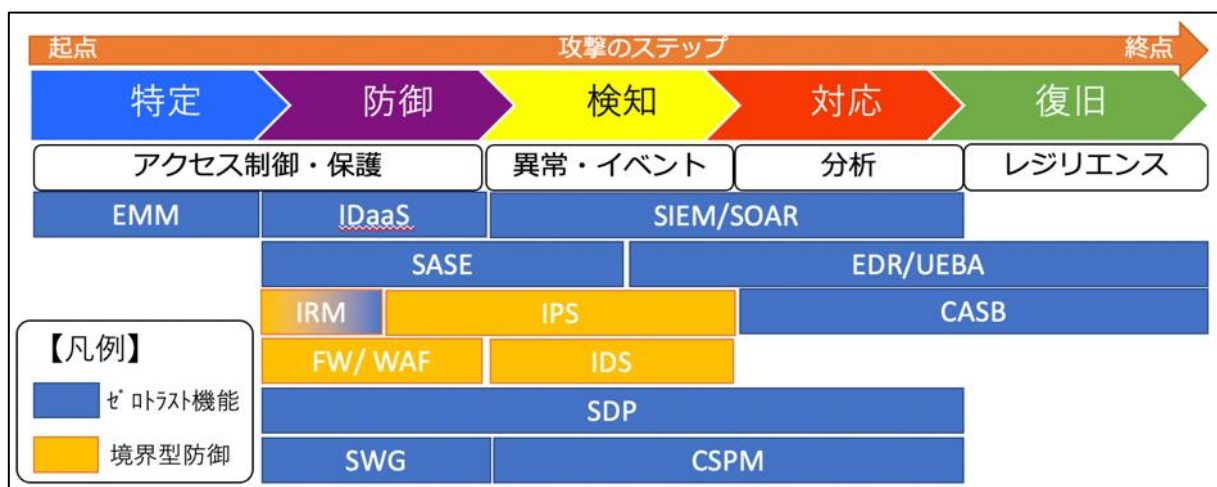 起点 攻撃のステップ 終点
特定 防御 検知 対応 復旧
アクセス制御・保護 異常・イベント 分析 レジリエンス
EMM IDaaS SIEM/SOAR
SASE EDR/UEBA
IRM IPS CASB
FW/ WAF IDS
SDP
SWG CSPM
【凡例】
ｾﾞﾛﾄﾗｽﾄ機能
境界型防御